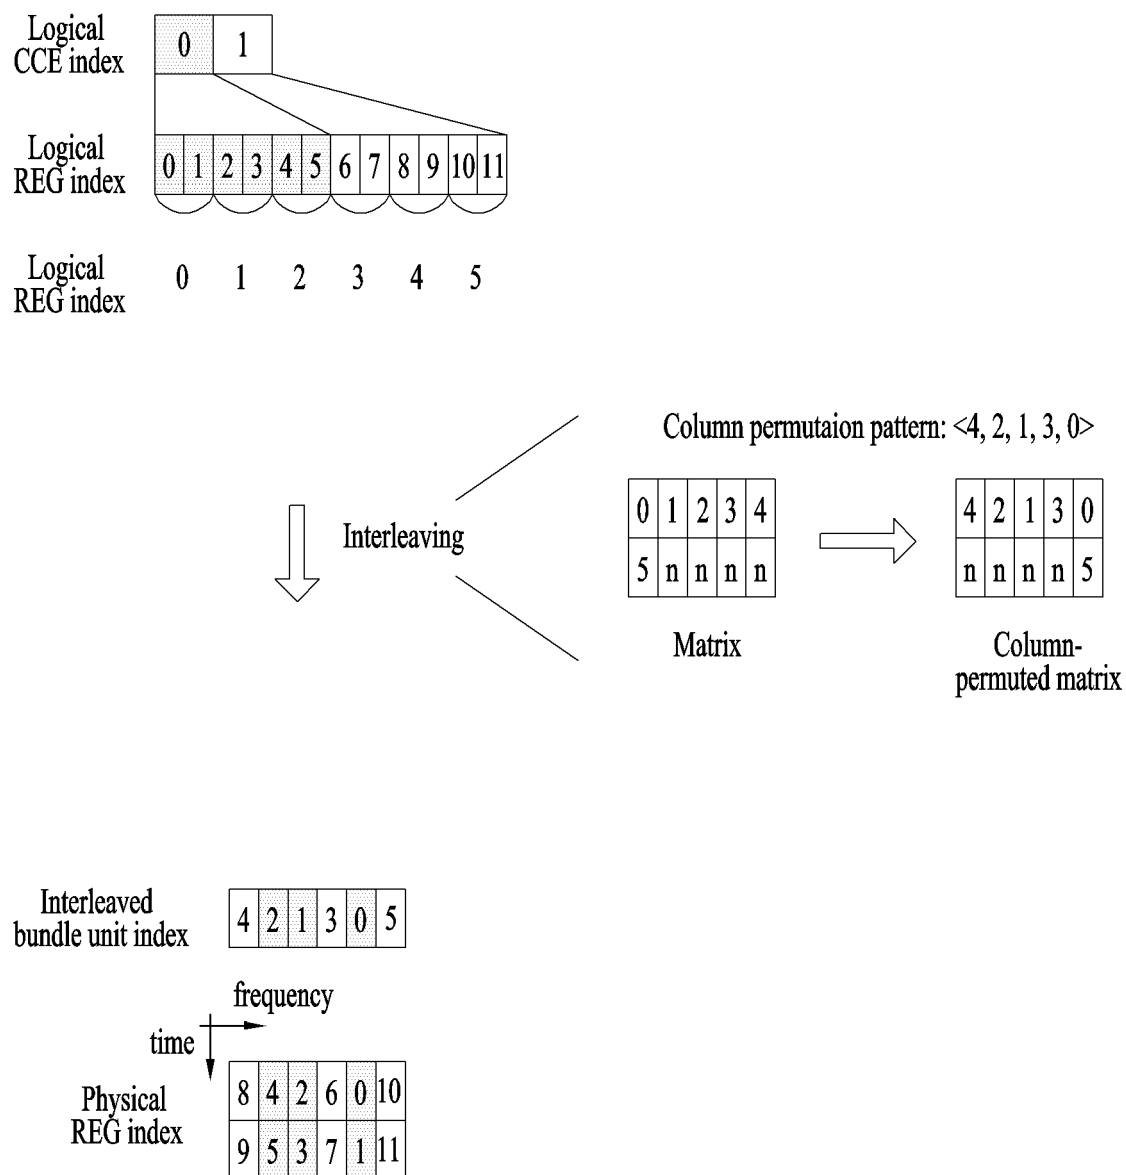 Logical
CCE index
0 1
Logical
REG index
0 1 2 3 4 5 6 7 8 9 10 11
Logical
REG index
0 1 2 3 4 5
Column permutaion pattern: <4, 2, 1, 3, 0>
Interleaving
0 1 2 3 4
5 n n n n
Matrix
4 2 1 3 0
n n n n 5
Column-
permuted matrix
Interleaved
bundle unit index
4 2 1 3 0 5
frequency
time
Physical
REG index
8 4 2 6 0 10
9 5 3 7 1 11